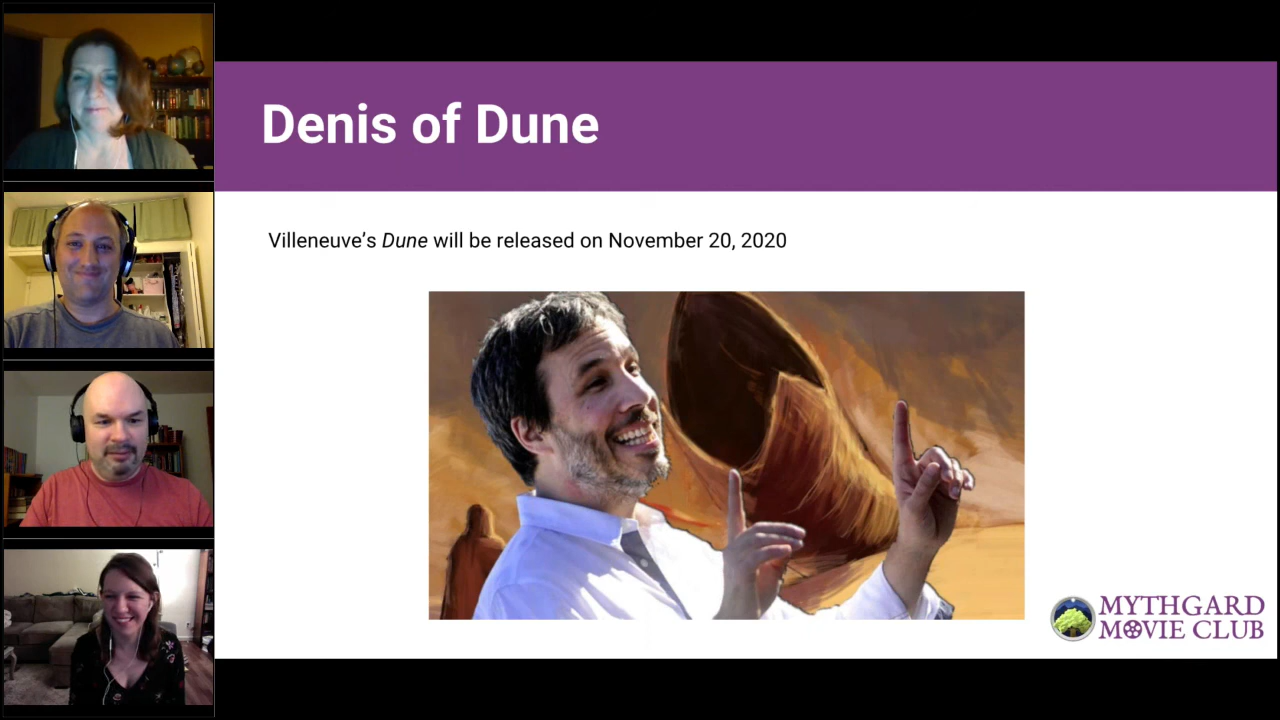 Denis of Dune
Villeneuve's Dune will be released on November 20, 2020
MYTHGARD
MOVIE CLUB